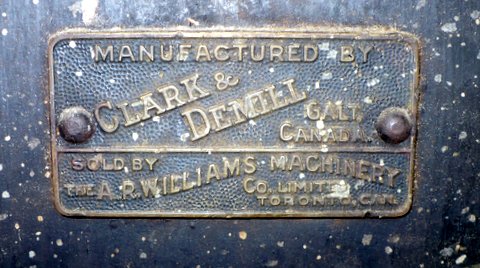 MANUFACTURED BY
CLARK &
DEMILL
GALT,
CANADA.
SOLD BY
THE A.R.WILLIAMS MACHINERY
CO. LIMITED
TORONTO, CAN.